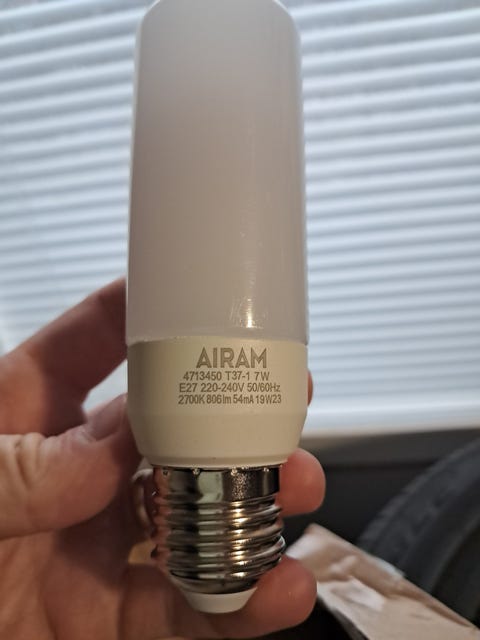 AIRAM
4713450 T37-1 7W
E27 220-240V 50/60Hz
2700K 806lm 54mA 19W23